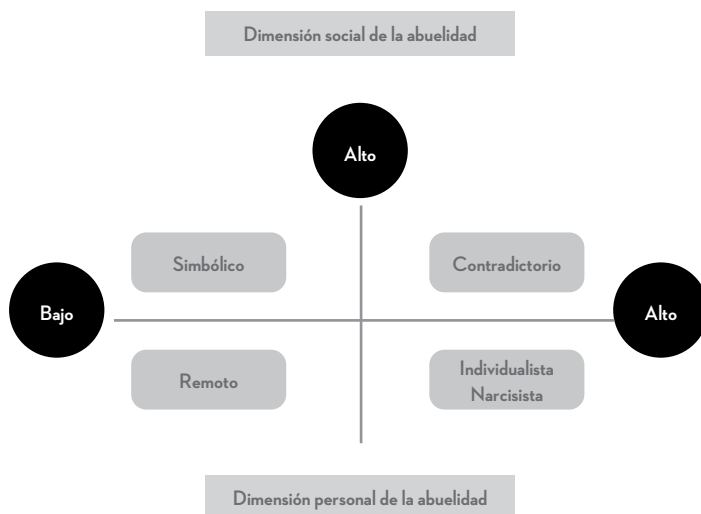 Dimensión social de la abuelidad
Alto
Simbólico
Contradictorio
Bajo
Alto
Remoto
Individualista
Narcisista
Dimensión personal de la abuelidad